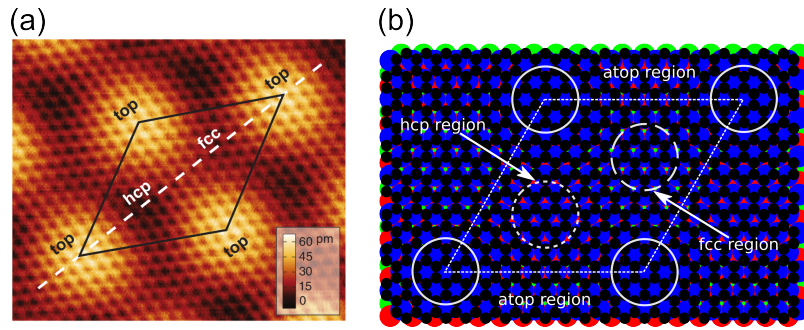 (a)
top
top
fcc
hcp
top
top
60 pm
45
30
15
0
(b)
atop region
hcp region
fcc region
atop region